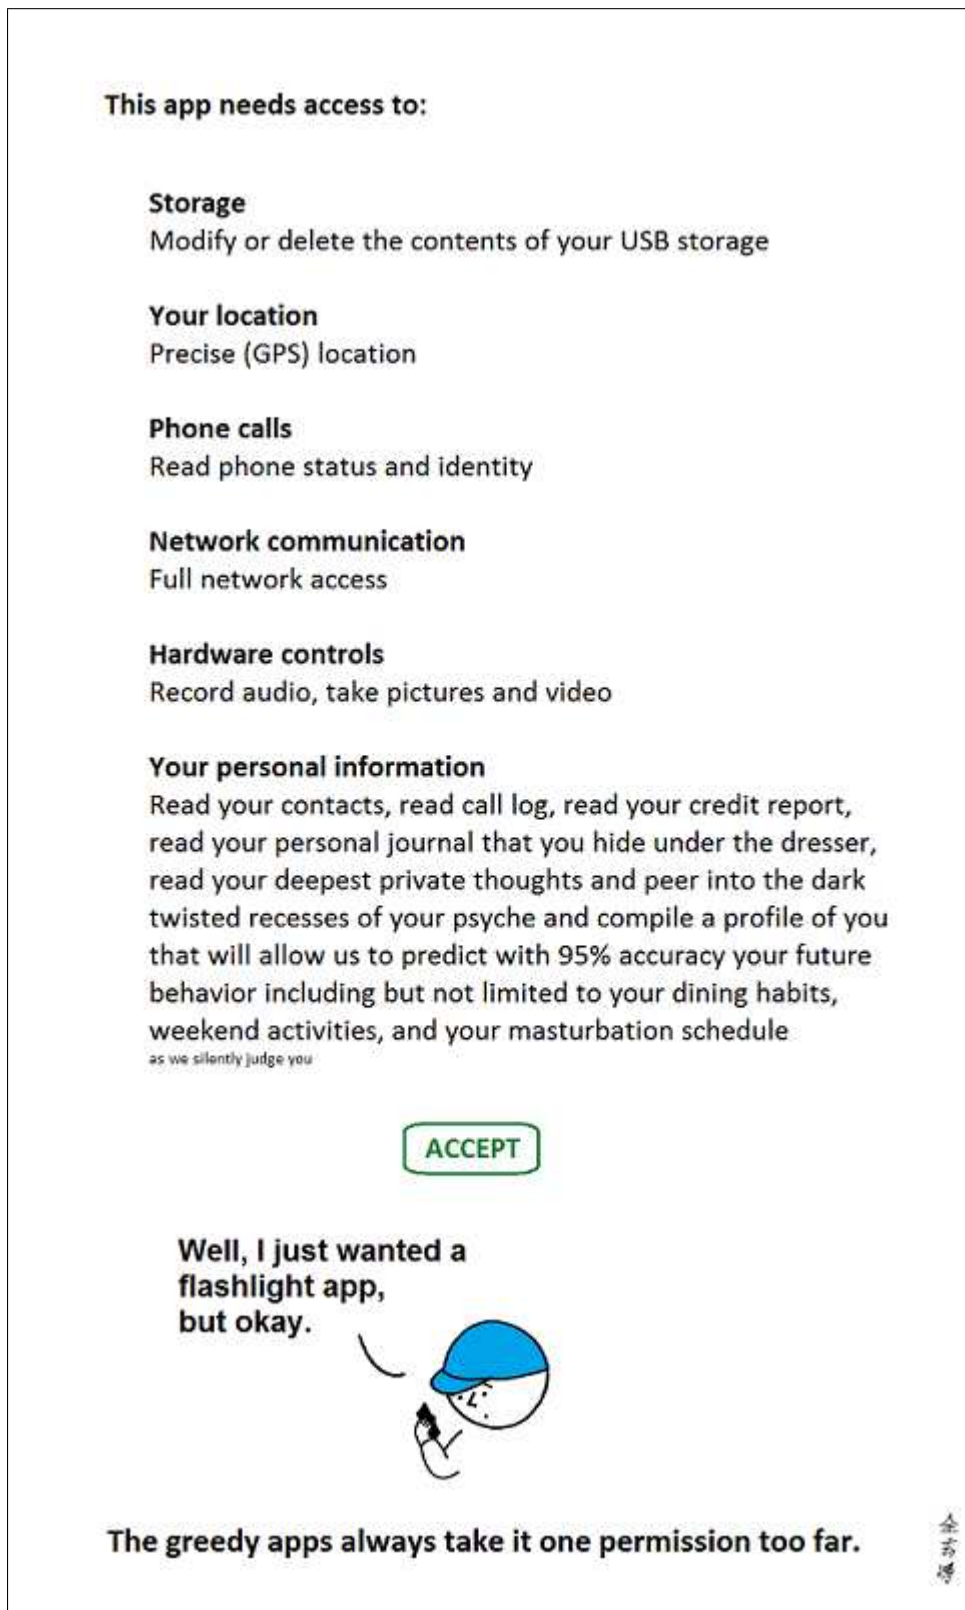 This app needs access to:
Storage
Modify or delete the contents of your USB storage
Your location
Precise (GPS) location
Phone calls
Read phone status and identity
Network communication
Full network access
Hardware controls
Record audio, take pictures and video
Your personal information
Read your contacts, read call log, read your credit report,
read your personal journal that you hide under the dresser,
read your deepest private thoughts and peer into the dark
twisted recesses of your psyche and compile a profile of you
that will allow us to predict with 95% accuracy your future
behavior including but not limited to your dining habits,
weekend activities, and your masturbation schedule
as we silently judge you
ACCEPT
Well, I just wanted a
flashlight app,
but okay.
The greedy apps always take it one permission too far.